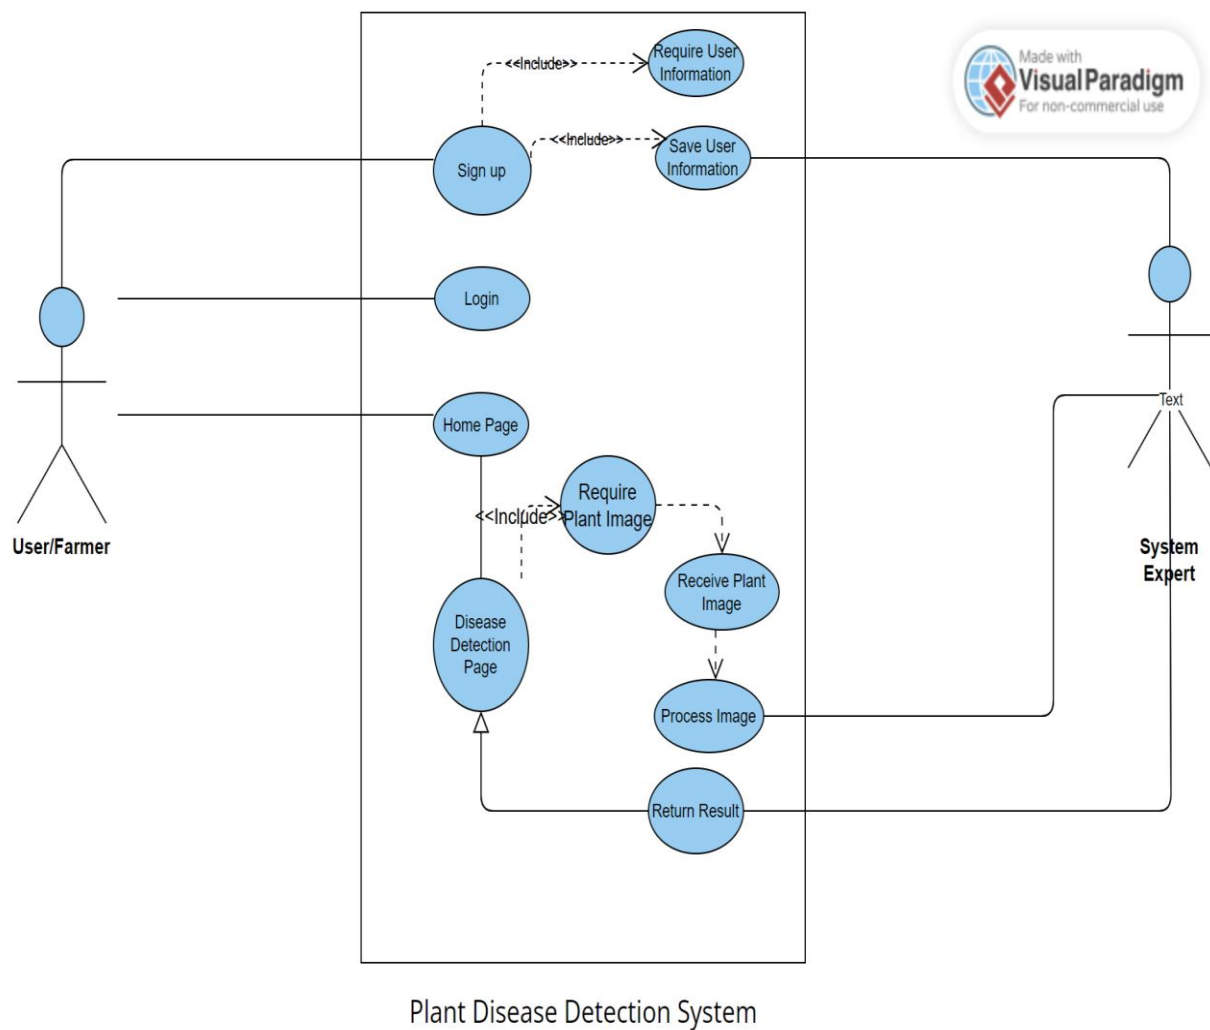 <<Include>>
Require User
Information
Made with
Visual Paradigm
For non-commercial use
Sign up
<<Include>>
Save User
Information
Login
Home Page
Text
<<Include>>
Require
Plant Image
User/Farmer
System
Expert
Receive Plant
Image
Disease
Detection
Page
Process Image
Return Result
Plant Disease Detection System